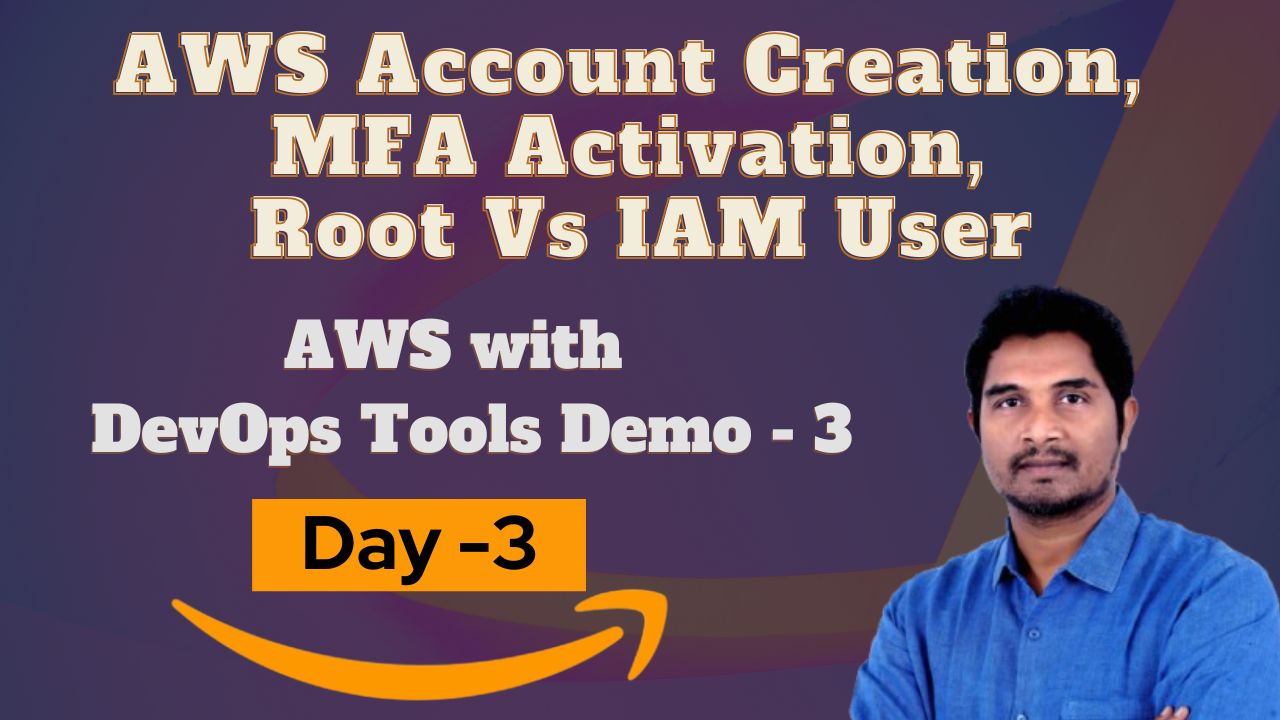 AWS Account Creation,
MFA Activation,
Root Vs IAM User
AWS with
DevOps Tools Demo - 3
Day -3